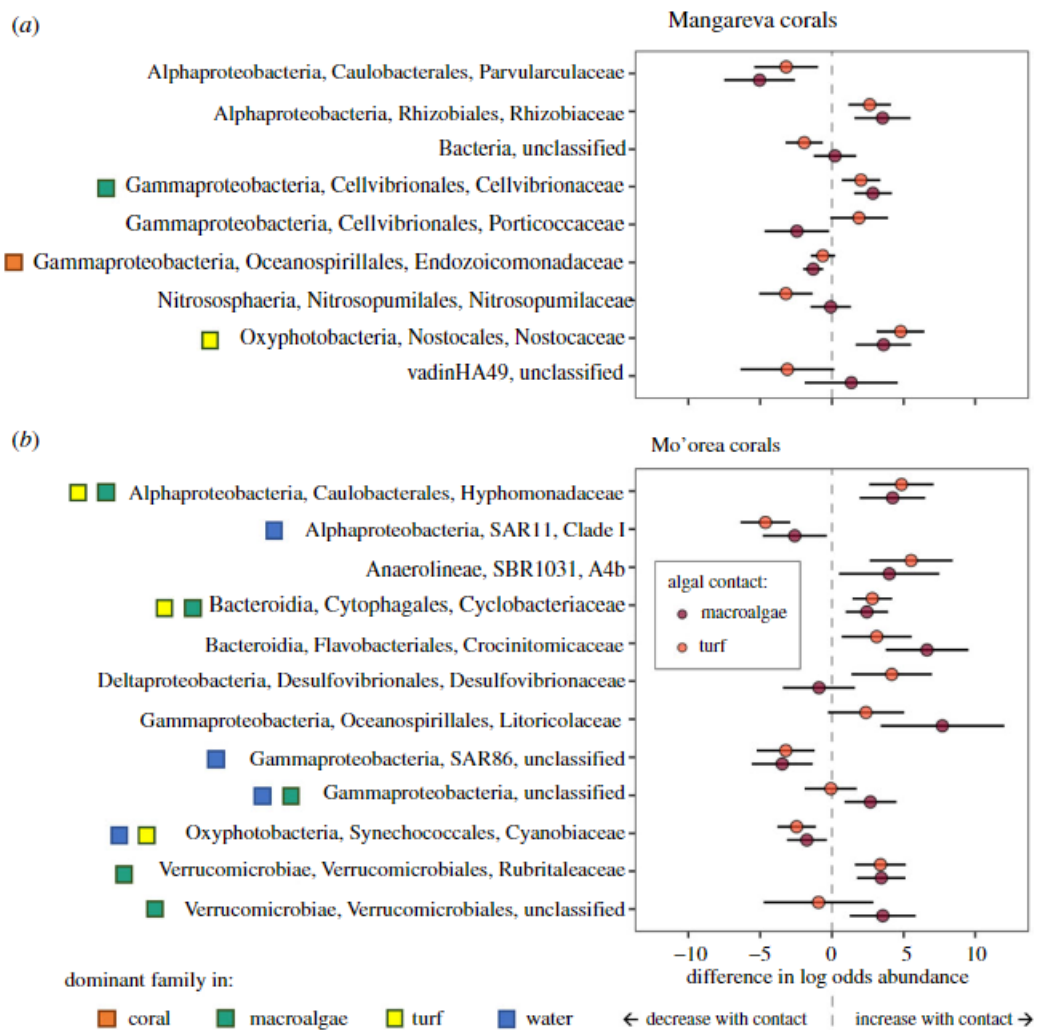 (a)
Mangareva corals
Alphaproteobacteria, Caulobacterales, Parvularculaceae
Alphaproteobacteria, Rhizobiales, Rhizobiaceae
Bacteria, unclassified
Gammaproteobacteria, Cellvibrionales, Cellvibrionaceae
Gammaproteobacteria, Cellvibrionales, Porticoccaceae
Gammaproteobacteria, Oceanospirillales, Endozoicomonadaceae
Nitrososphaeria, Nitrosopumilales, Nitrosopumilaceae
Oxyphotobacteria, Nostocales, Nostocaceae
vadinHA49, unclassified
(b)
Mo'orea corals
Alphaproteobacteria, Caulobacterales, Hyphomonadaceae
Alphaproteobacteria, SAR11, Clade I
Anaerolineae, SBR1031, A4b
Bacteroidia, Cytophagales, Cyclobacteriaceae
Bacteroidia, Flavobacteriales, Crocinitomicaceae
Deltaproteobacteria, Desulfovibrionales, Desulfovibrionaceae
Gammaproteobacteria, Oceanospirillales, Litoricolaceae
Gammaproteobacteria, SAR86, unclassified
Gammaproteobacteria, unclassified
Oxyphotobacteria, Synechococcales, Cyanobiaceae
Verrucomicrobiae, Verrucomicrobiales, Rubritaleaceae
Verrucomicrobiae, Verrucomicrobiales, unclassified
algal contact:
macroalgae
turf
−10 −5 0 5 10
difference in log odds abundance
← decrease with contact increase with contact →
dominant family in:
coral macroalgae turf water